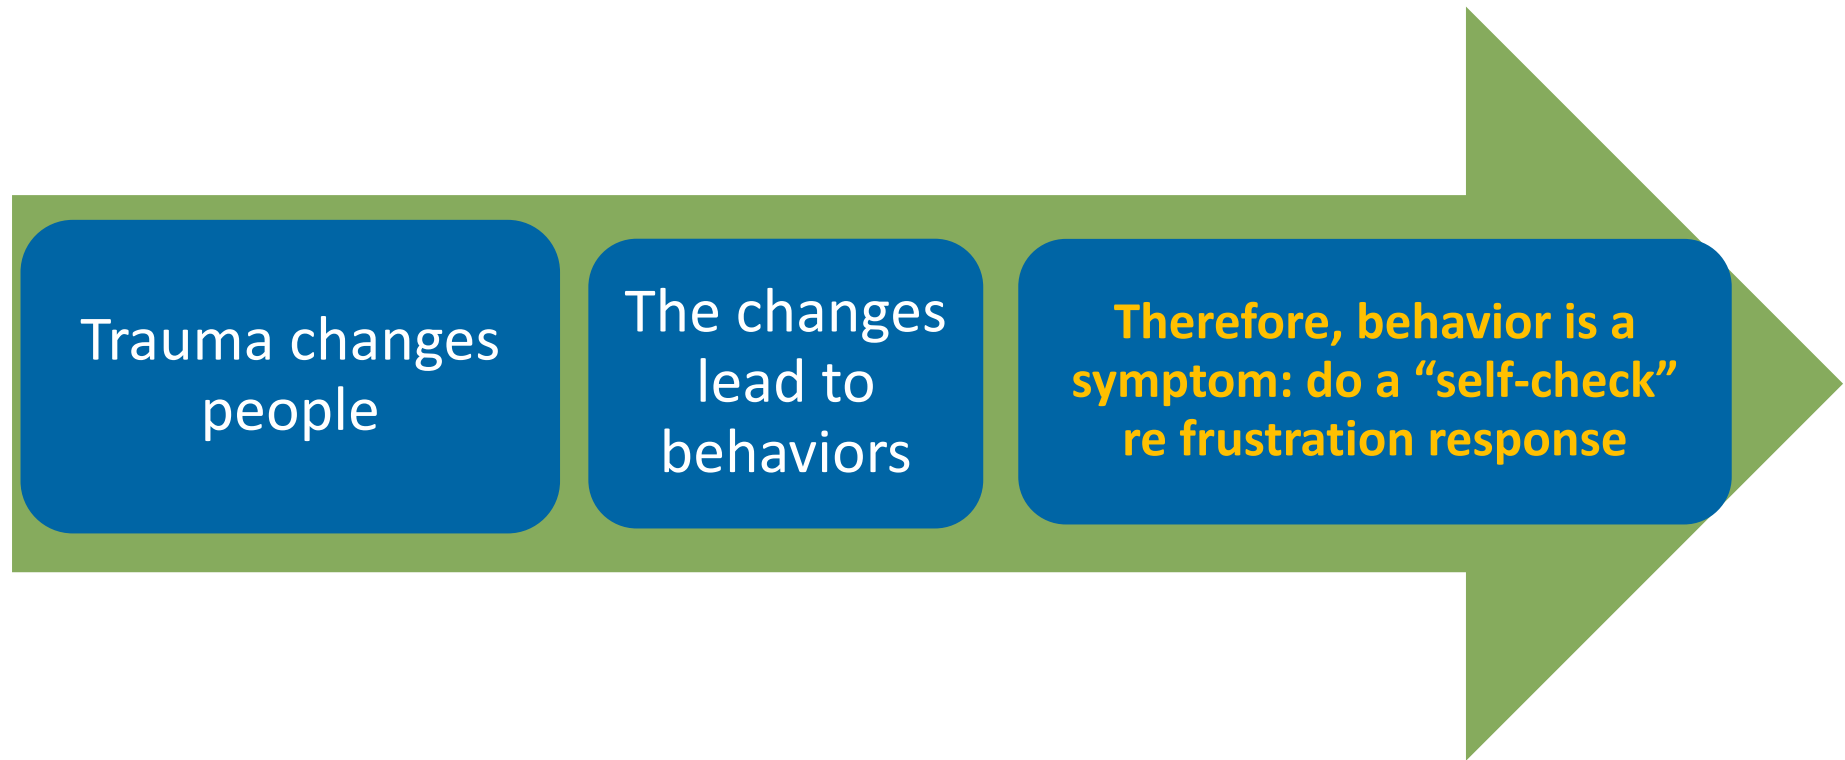 Trauma changes
people
The changes
lead to
behaviors
Therefore, behavior is a
symptom: do a “self-check”
re frustration response